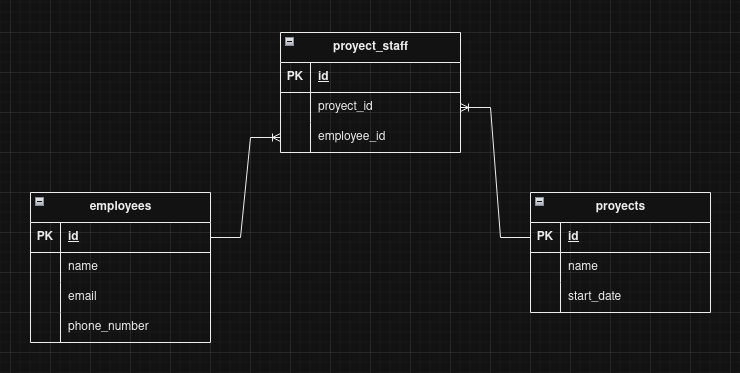 proyect_staff
PK id
proyect_id
employee_id
employees
PK id
name
email
phone_number
proyects
PK id
name
start_date